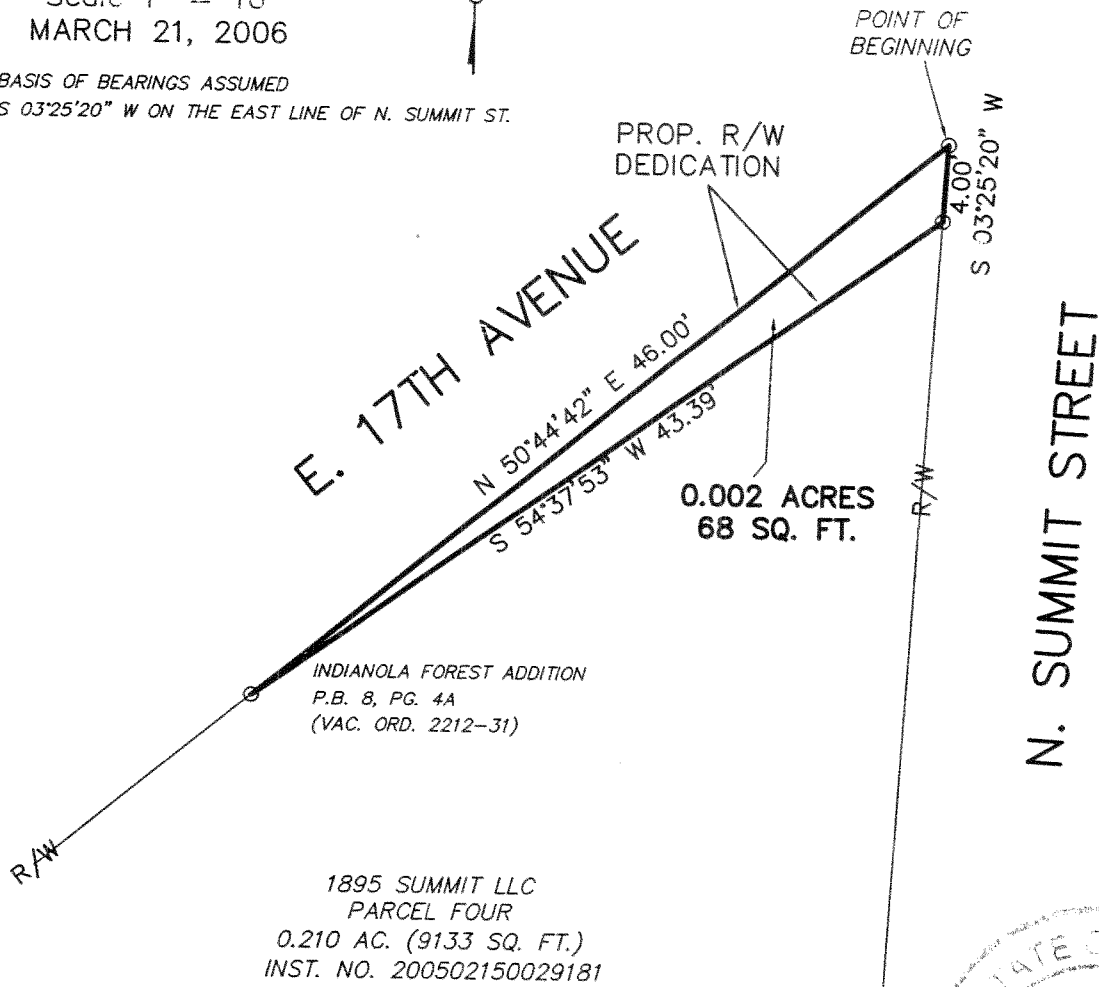 MARCH 21, 2006
BASIS OF BEARINGS ASSUMED
S 03°25'20" W ON THE EAST LINE OF N. SUMMIT ST.
POINT OF
BEGINNING
PROP. R/W
DEDICATION
4.00'
S 03°25'20" W
E. 17TH AVENUE
N 50°44'42" E 46.00'
S 54°37'53" W 43.39'
0.002 ACRES
68 SQ. FT.
R/W
N. SUMMIT STREET
INDIANOLA FOREST ADDITION
P.B. 8, PG. 4A
(VAC. ORD. 2212-31)
R/W
1895 SUMMIT LLC
PARCEL FOUR
0.210 AC. (9133 SQ. FT.)
INST. NO. 200502150029181